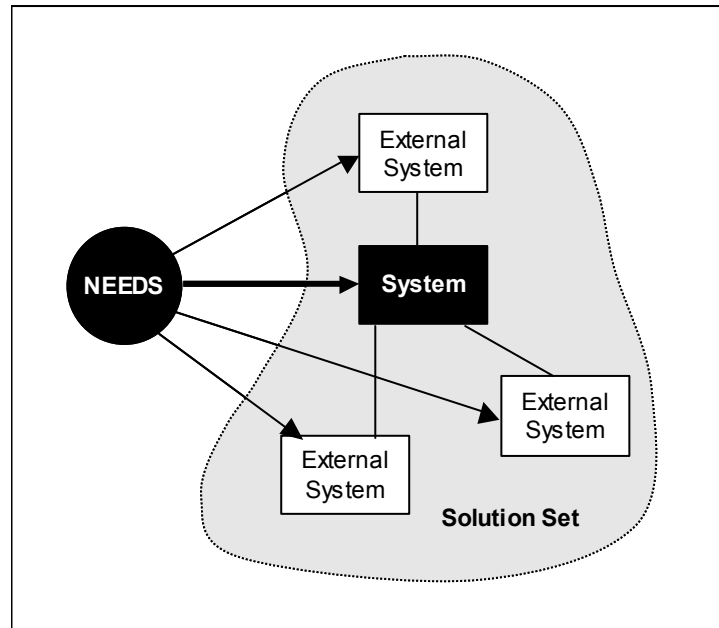 External
System
NEEDS
System
External
System
External
System
Solution Set